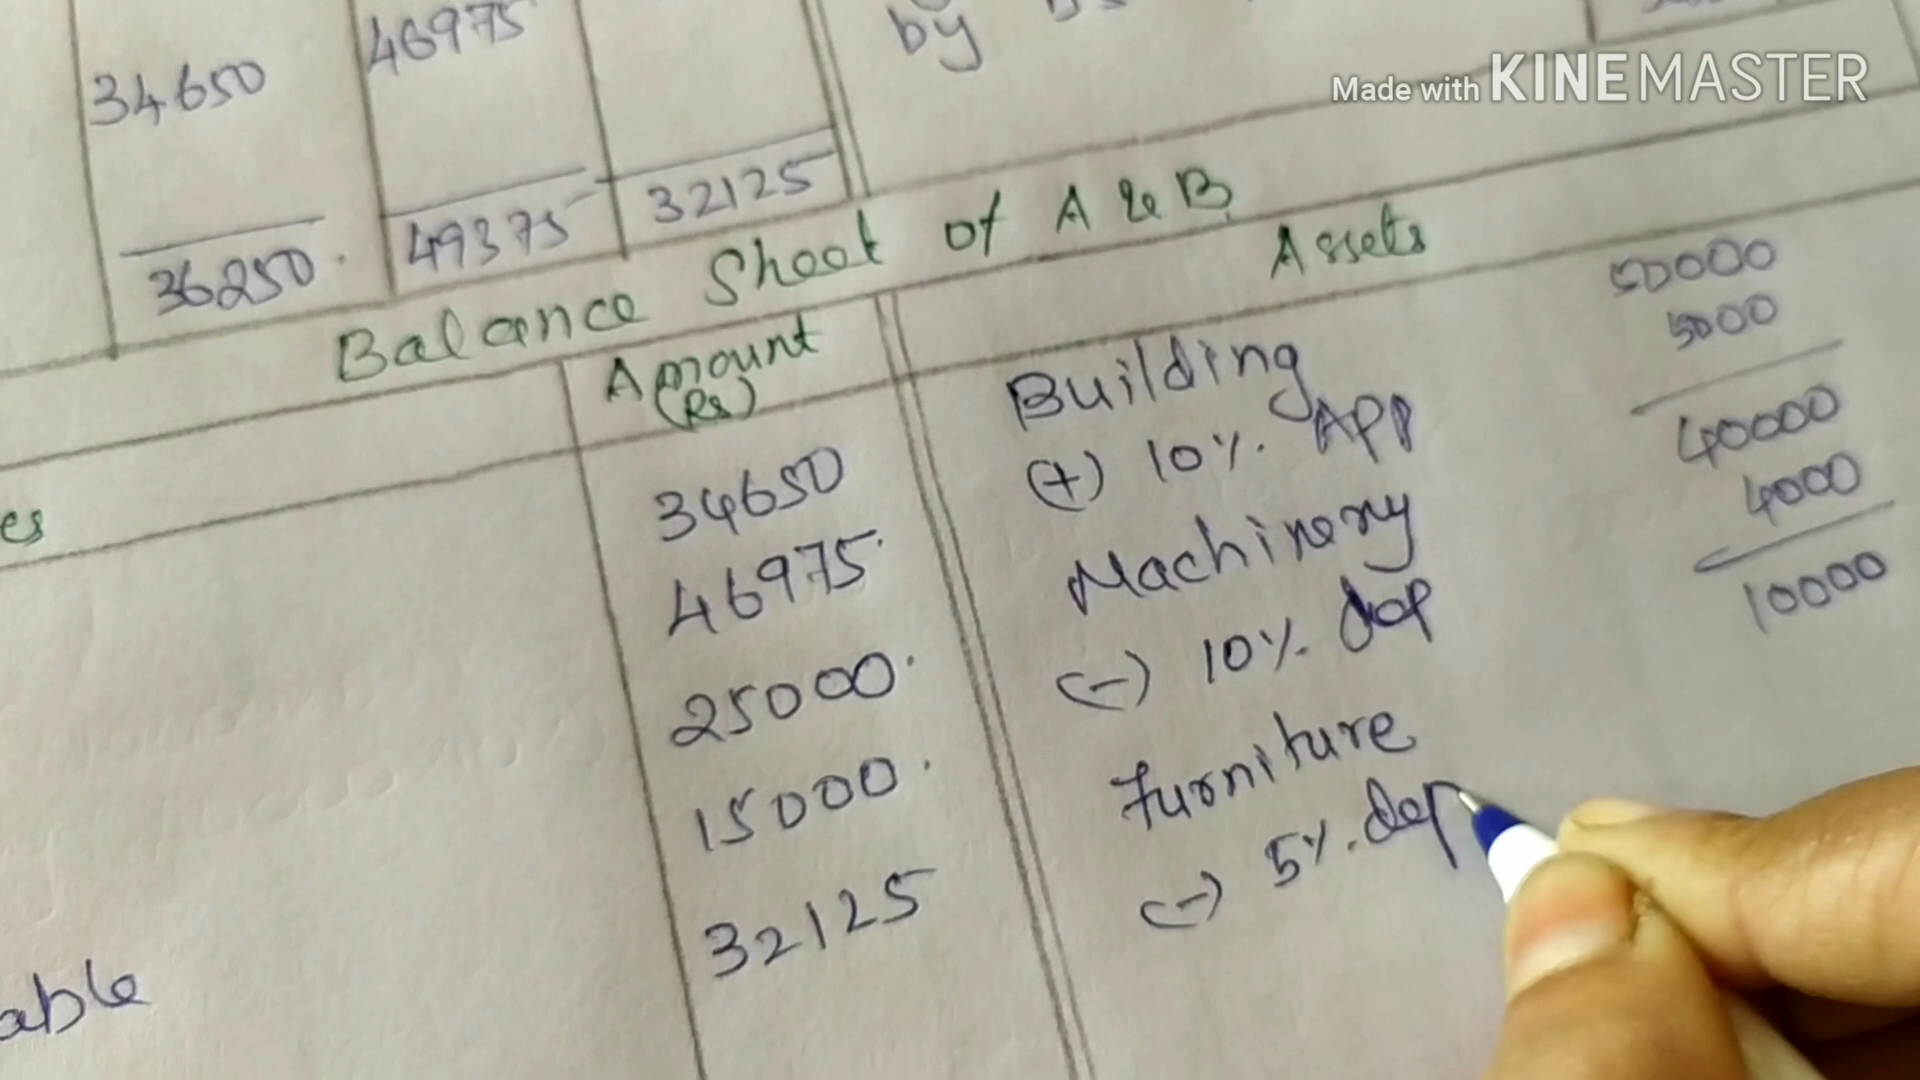 46975
by
Made with KINEMASTER
34650
36250.
49375
32125
Balance Sheet of A & B
Amount
(Rs)
Assets
es
34650
46975.
25000.
15000.
32125
able
Building
50000
(+) 10%. APP
5000
Machinery
40000
(-) 10%. dep
4000
Furniture
10000
(-) 5%. dep